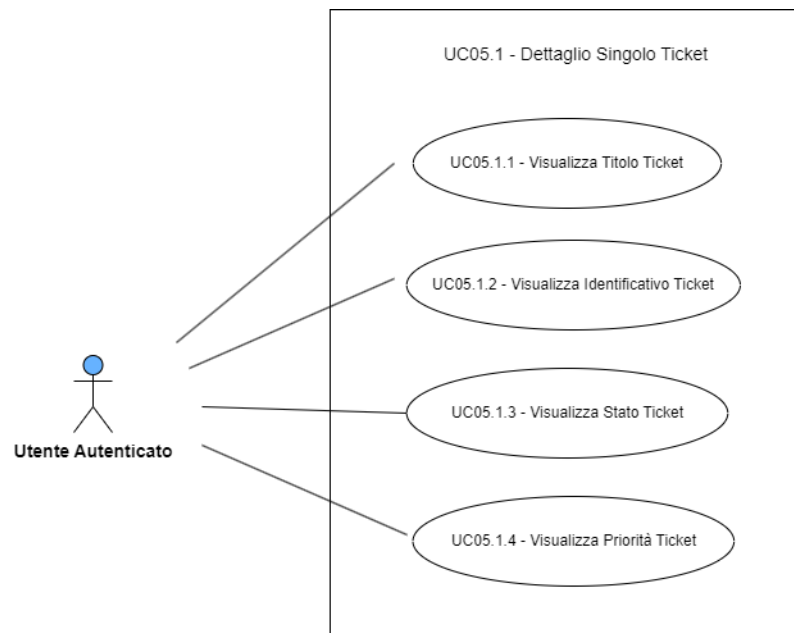 UC05.1 - Dettaglio Singolo Ticket
UC05.1.1 - Visualizza Titolo Ticket
UC05.1.2 - Visualizza Identificativo Ticket
UC05.1.3 - Visualizza Stato Ticket
Utente Autenticato
UC05.1.4 - Visualizza Priorità Ticket